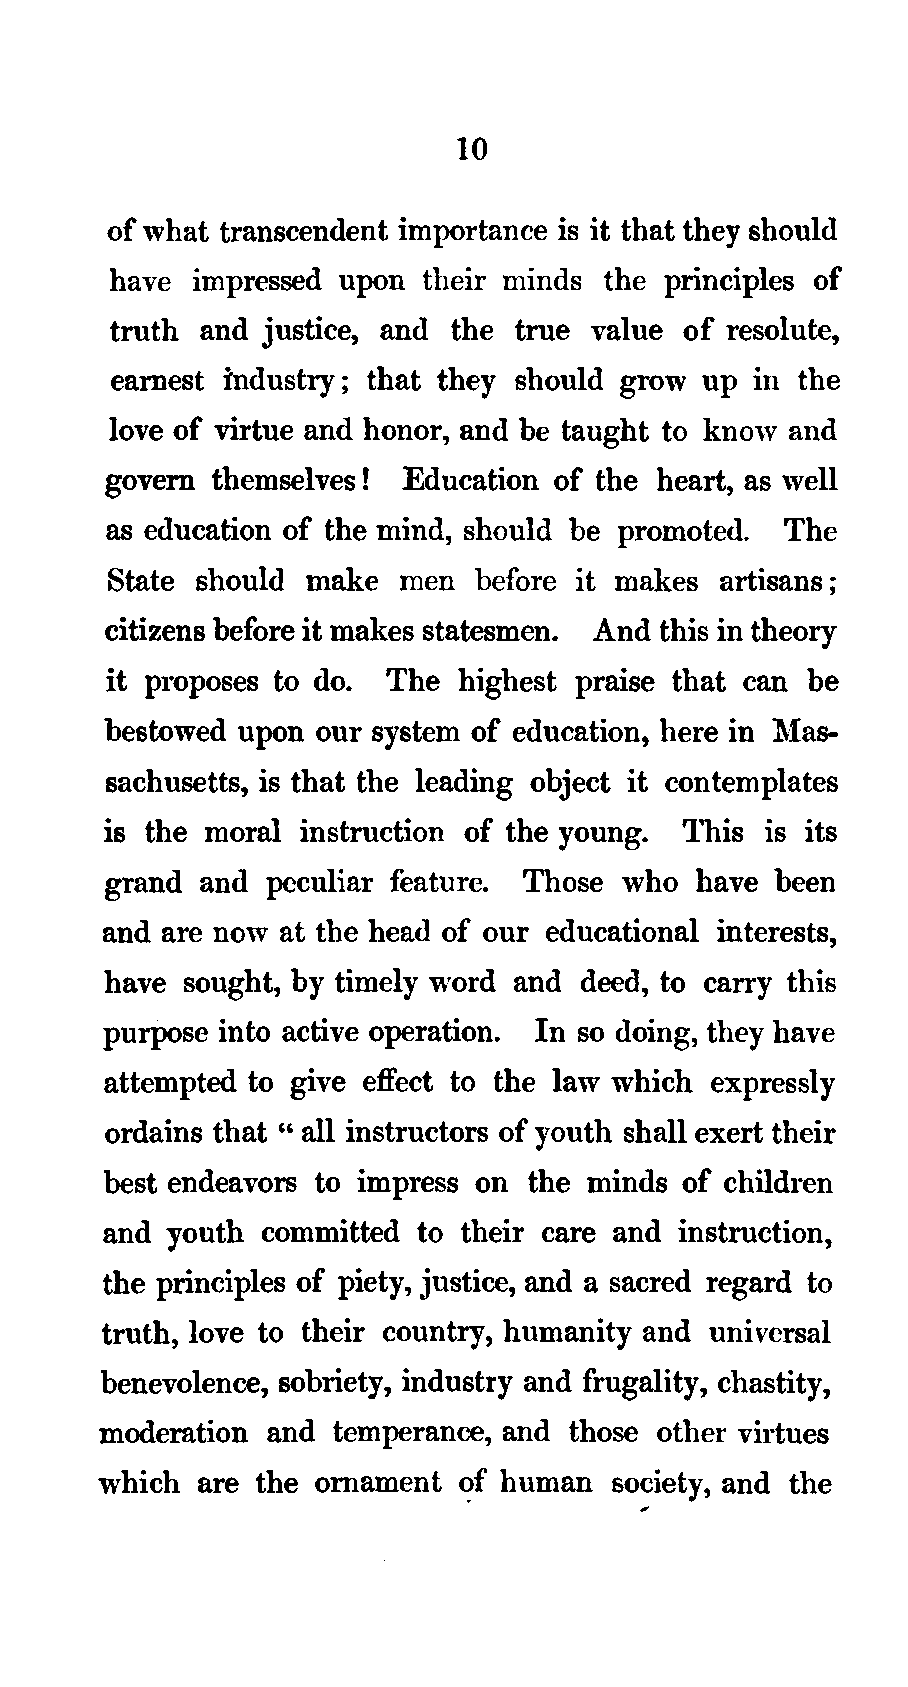 10
of what transcendent importance is it that they should
have impressed upon their minds the principles of
truth and justice, and the true value of resolute,
earnest industry; that they should grow up in the
love of virtue and honor, and be taught to know and
govern themselves! Education of the heart, as well
as education of the mind, should be promoted. The
State should make men before it makes artisans;
citizens before it makes statesmen. And this in theory
it proposes to do. The highest praise that can be
bestowed upon our system of education, here in Mas-
sachusetts, is that the leading object it contemplates
is the moral instruction of the young. This is its
grand and peculiar feature. Those who have been
and are now at the head of our educational interests,
have sought, by timely word and deed, to carry this
purpose into active operation. In so doing, they have
attempted to give effect to the law which expressly
ordains that “ all instructors of youth shall exert their
best endeavors to impress on the minds of children
and youth committed to their care and instruction,
the principles of piety, justice, and a sacred regard to
truth, love to their country, humanity and universal
benevolence, sobriety, industry and frugality, chastity,
moderation and temperance, and those other virtues
which are the ornament of human society, and the